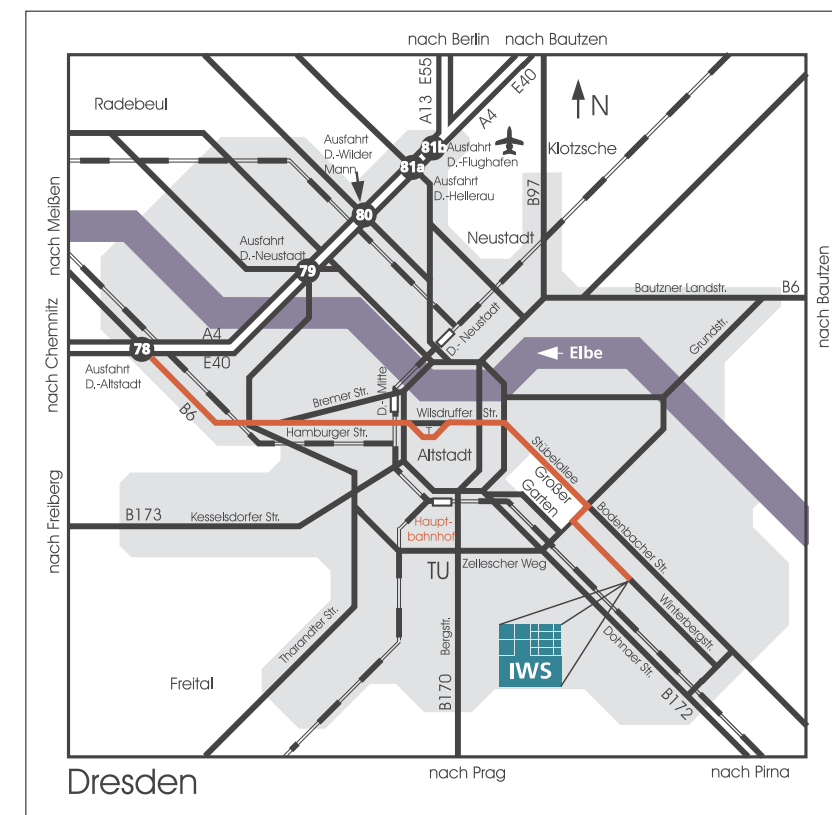 nach Berlin
nach Bautzen
A13
E55
A4
E40
N
Radebeul
Ausfahrt
D.-Wilder
Mann
81b
Ausfahrt
D.-Flughafen
81a
Ausfahrt
D.-Hellerau
Klotzsche
B97
80
Neustadt
nach Meißen
Ausfahrt
D.-Neustadt
79
Bautzner Landstr.
B6
nach Bautzen
nach Chemnitz
A4
E40
78
Ausfahrt
D.-Altstadt
D.- Neustadt
Elbe
Grundstr.
B6
Bremer Str.
D.- Mitte
Wilsdruffer
Str.
Hamburger Str.
T
Altstadt
Stübelallee
Großer
Garten
nach Freiberg
B173
Kesselsdorfer Str.
Haupt-
bahnhof
Bodenbacher Str.
TU
Zellescher Weg
Winterbergstr.
Tharandter Str.
Bergstr.
B170
IWS
Dohnaer Str.
B172
Freital
Dresden
nach Prag
nach Pirna